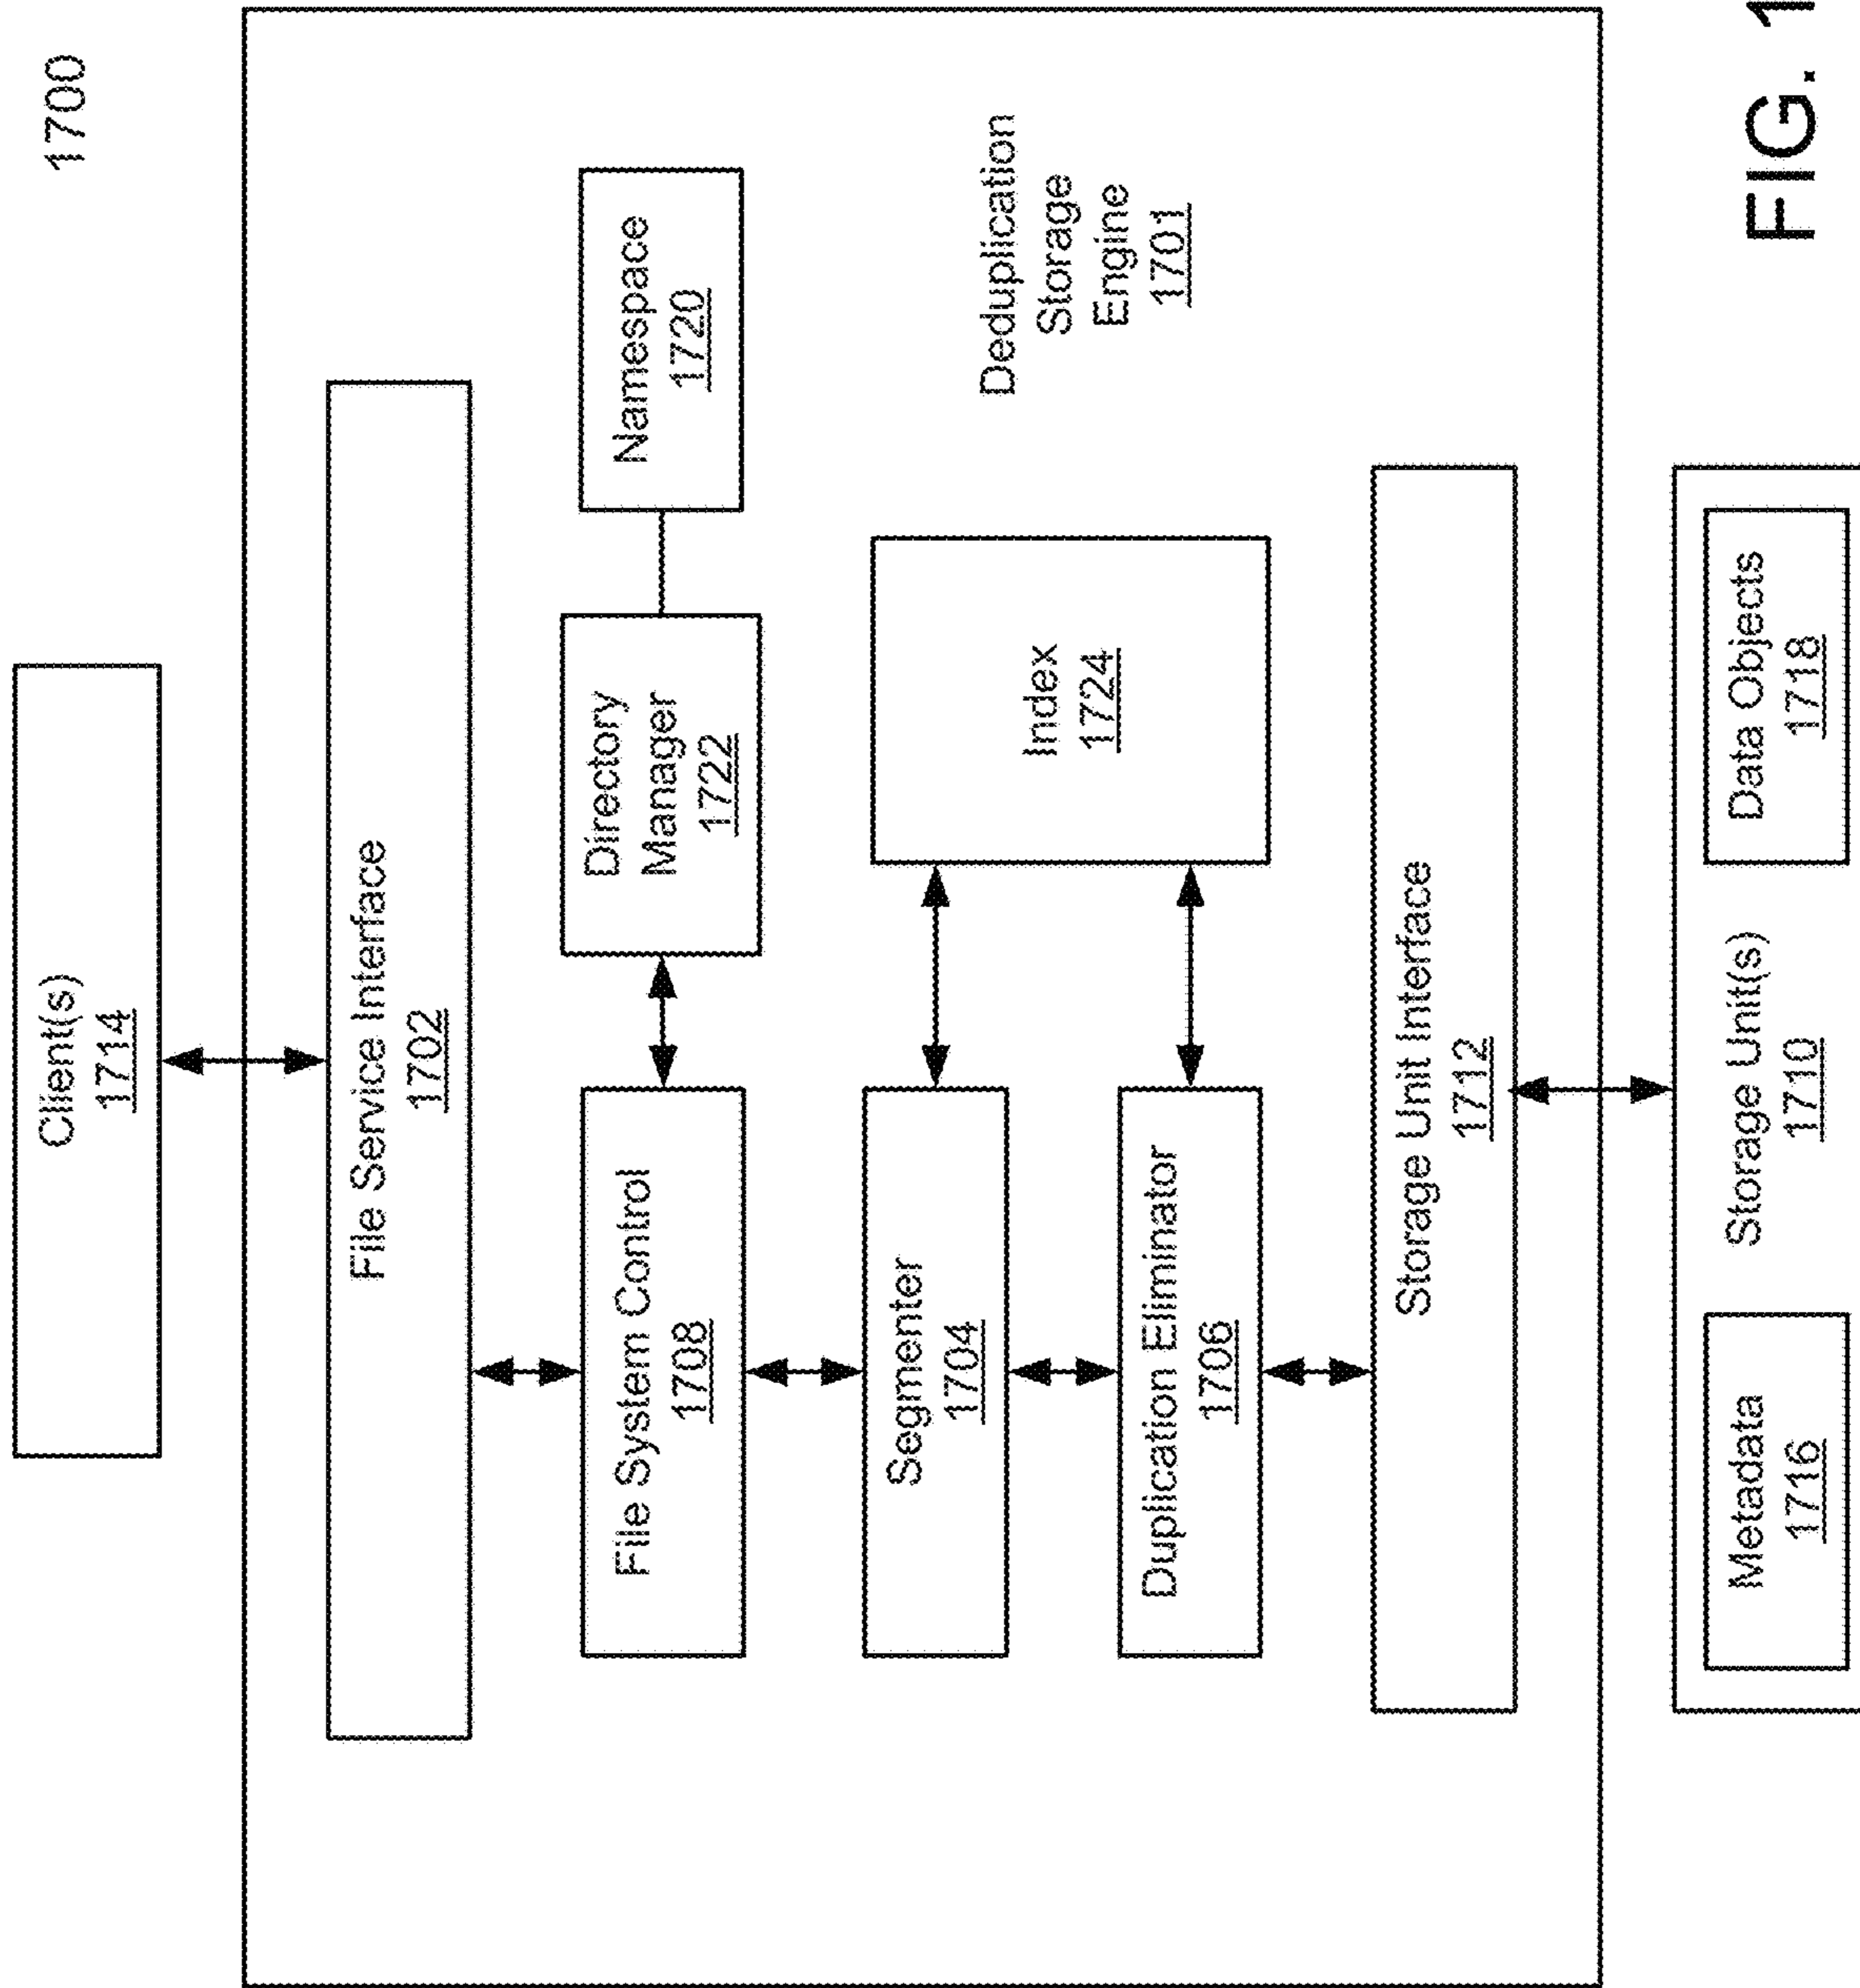 1700
Client(s)
1714
File Service Interface
1702
File System Control
1708
Directory
Manager
1722
Namespace
1720
Segmenter
1704
Index
1724
Duplication Eliminator
1706
Deduplication
Storage
Engine
1701
Storage Unit Interface
1712
Metadata
1716
Storage Unit(s)
1710
Data Objects
1718
FIG. 1